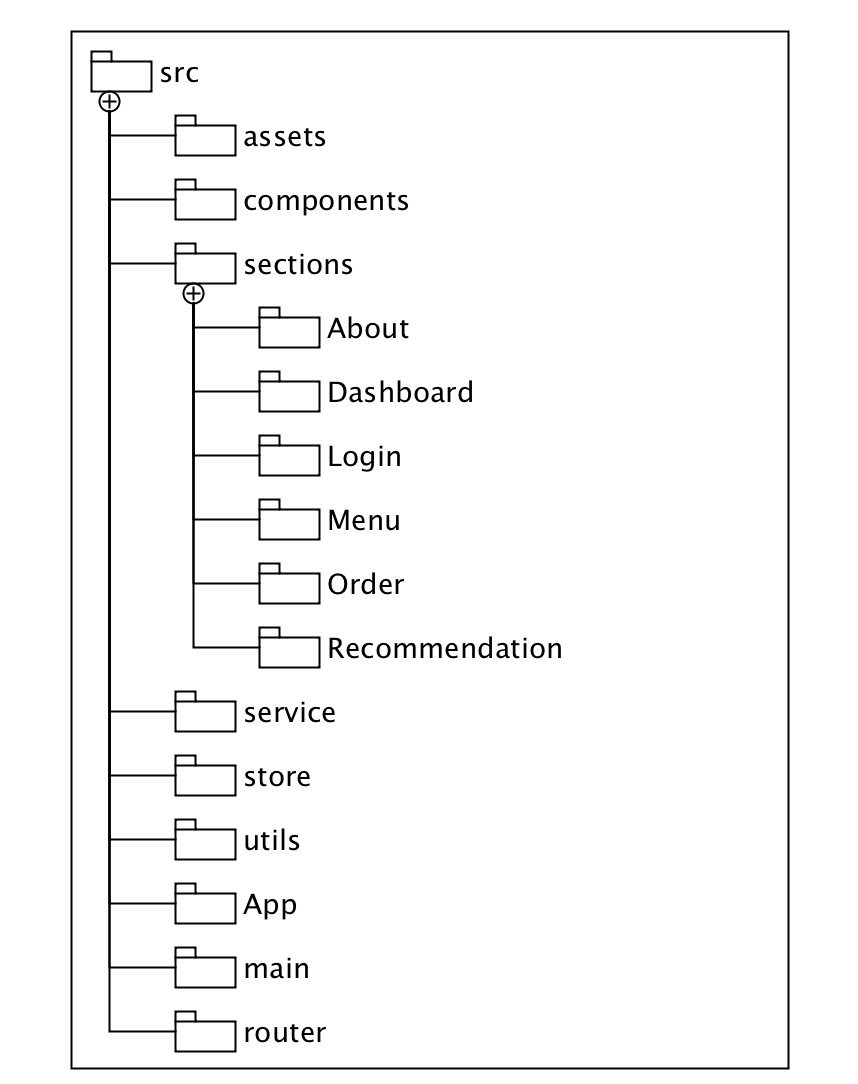 src
assets
components
sections
About
Dashboard
Login
Menu
Order
Recommendation
service
store
utils
App
main
router